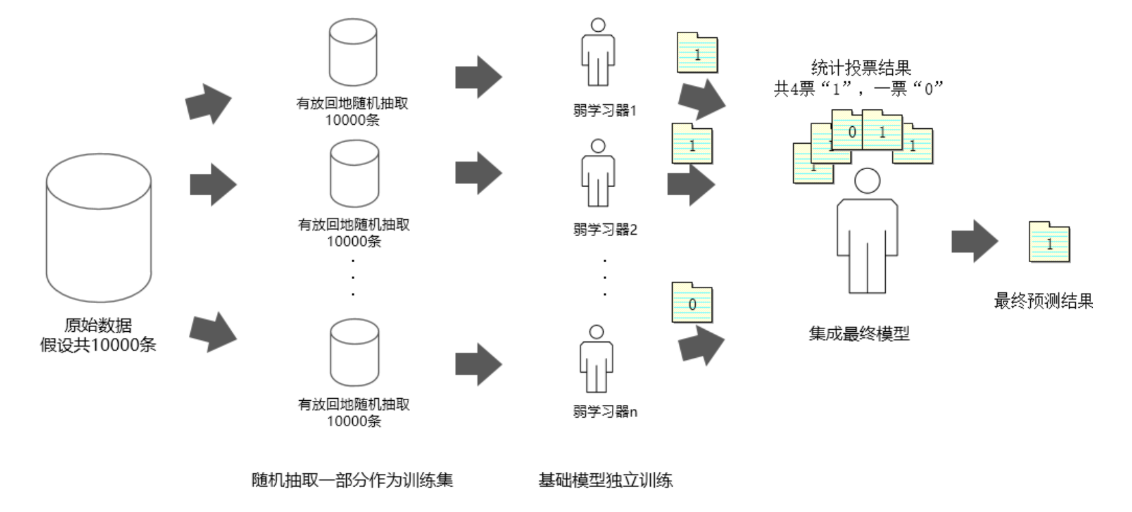 原始数据
假设共10000条
有放回地随机抽取
10000条
有放回地随机抽取
10000条
.
.
.
有放回地随机抽取
10000条
随机抽取一部分作为训练集
弱学习器1
弱学习器2
.
.
.
弱学习器n
基础模型独立训练
1
1
0
统计投票结果
共4票“1”，一票“0”
1
1
0
1
1
集成最终模型
1
最终预测结果